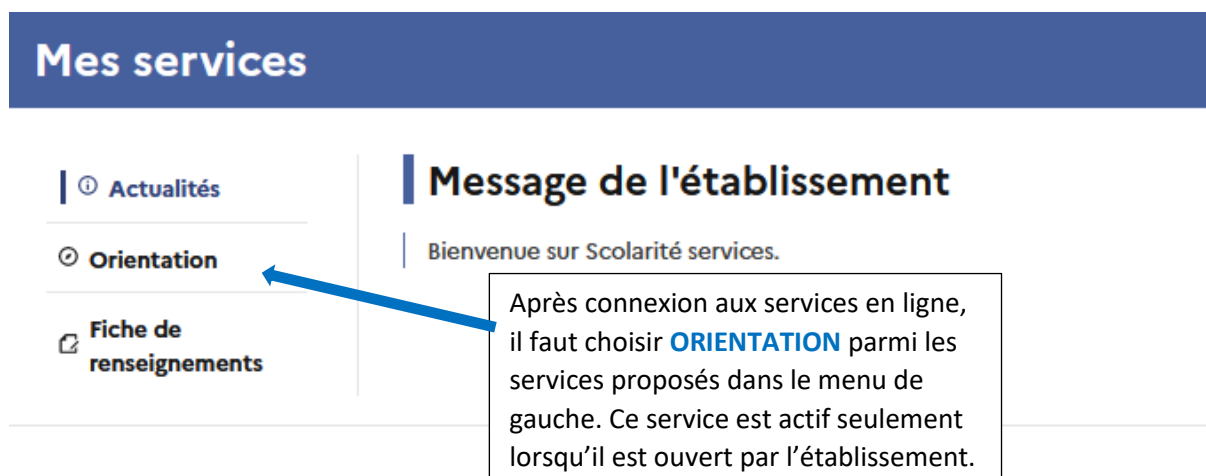 Mes services
Actualités
Orientation
Fiche de
renseignements
Message de l'établissement
Bienvenue sur Scolarité services.
Après connexion aux services en ligne,
il faut choisir ORIENTATION parmi les
services proposés dans le menu de
gauche. Ce service est actif seulement
lorsqu’il est ouvert par l’établissement.